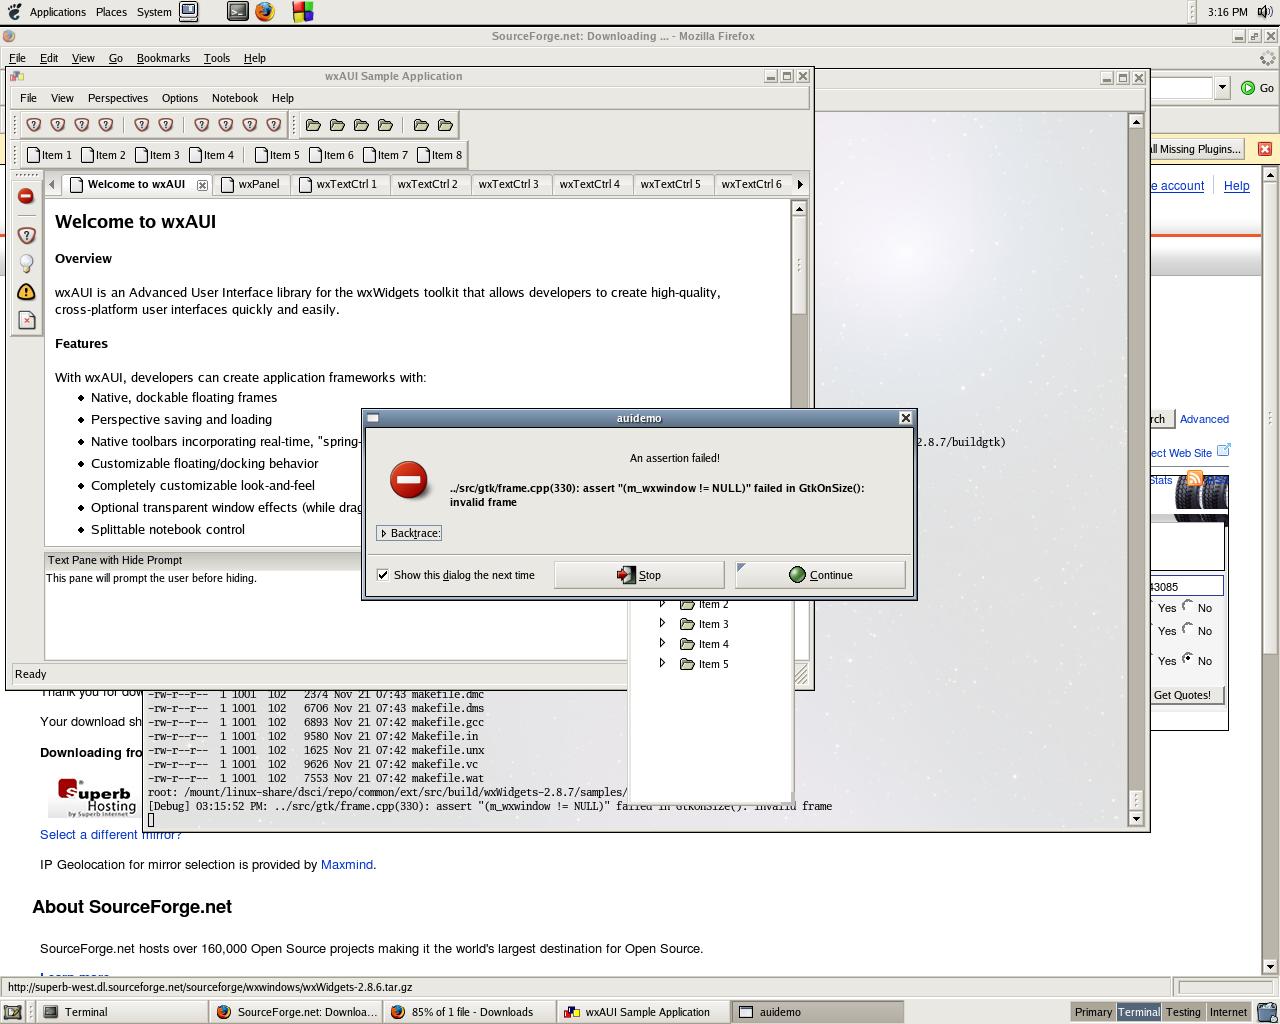 Applications Places System 3:16 PM
SourceForge.net: Downloading ... - Mozilla Firefox
File Edit View Go Bookmarks Tools Help
Go
wxAUI Sample Application
File View Perspectives Options Notebook Help
Item 1 Item 2 Item 3 Item 4 Item 5 Item 6 Item 7 Item 8
all Missing Plugins...
e account Help
Welcome to wxAUI wxPanel wxTextCtrl 1 wxTextCtrl 2 wxTextCtrl 3 wxTextCtrl 4 wxTextCtrl 5 wxTextCtrl 6
Welcome to wxAUI
Overview
wxAUI is an Advanced User Interface library for the wxWidgets toolkit that allows developers to create high-quality,
cross-platform user interfaces quickly and easily.
Features
With wxAUI, developers can create application frameworks with:
Native, dockable floating frames
Perspective saving and loading
Native toolbars incorporating real-time, "spring-
Customizable floating/docking behavior
Completely customizable look-and-feel
Optional transparent window effects (while drag
Splittable notebook control
Text Pane with Hide Prompt
This pane will prompt the user before hiding.
Ready
auidemo
An assertion failed!
../src/gtk/frame.cpp(330): assert "(m_wxwindow != NULL)" failed in GtkOnSize():
invalid frame
Backtrace:
Show this dialog the next time
Stop
Continue
2.8.7/buildgtk)
rch Advanced
ect Web Site
Stats
43085
Yes No
Yes No
Yes No
Get Quotes!
Item 2
Item 3
Item 4
Item 5
Thank you for dow
Your download sh
Downloading fro
Superb
Hosting
by Superb Internet
Select a different mirror?
-rw-r--r-- 1 1001 102 2374 Nov 21 07:43 makefile.dmc
-rw-r--r-- 1 1001 102 6706 Nov 21 07:43 makefile.dms
-rw-r--r-- 1 1001 102 6893 Nov 21 07:42 makefile.gcc
-rw-r--r-- 1 1001 102 9580 Nov 21 07:42 Makefile.in
-rw-r--r-- 1 1001 102 1625 Nov 21 07:42 makefile.unx
-rw-r--r-- 1 1001 102 9626 Nov 21 07:42 makefile.vc
-rw-r--r-- 1 1001 102 7553 Nov 21 07:42 makefile.wat
root: /mount/linux-share/dsci/repo/common/ext/src/build/wxWidgets-2.8.7/samples/
[Debug] 03:15:52 PM: ../src/gtk/frame.cpp(330): assert "(m_wxwindow != NULL)" failed in GtkOnSize(): invalid frame
IP Geolocation for mirror selection is provided by Maxmind.
About SourceForge.net
SourceForge.net hosts over 160,000 Open Source projects making it the world's largest destination for Open Source.
Learn more
http://superb-west.dl.sourceforge.net/sourceforge/wxwindows/wxWidgets-2.8.6.tar.gz
Terminal SourceForge.net: Downloa... 85% of 1 file - Downloads wxAUI Sample Application auidemo Primary Terminal Testing Internet